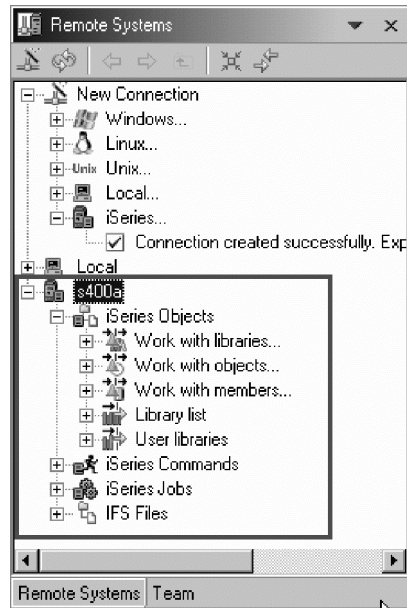 Remote Systems
New Connection
Windows...
Linux...
Unix Unix...
Local...
iSeries...
Connection created successfully. Exp
Local
s400a
iSeries Objects
Work with libraries...
Work with objects...
Work with members...
Library list
User libraries
iSeries Commands
iSeries Jobs
IFS Files
Remote Systems Team